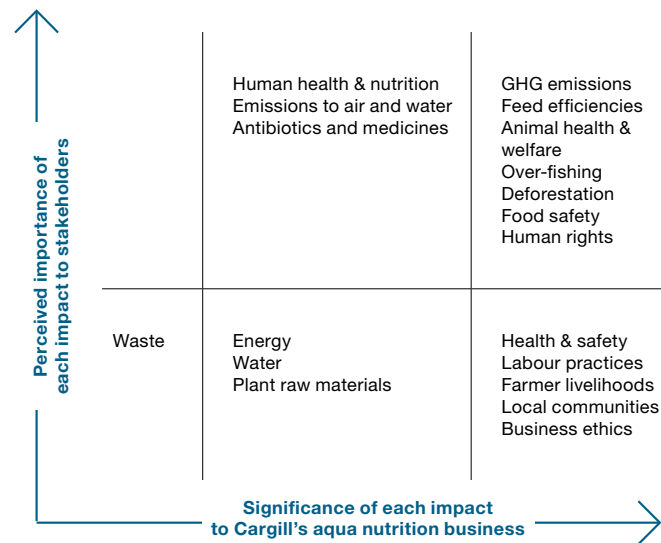 Perceived importance of
each impact to stakeholders
Human health & nutrition
Emissions to air and water
Antibiotics and medicines
GHG emissions
Feed efficiencies
Animal health &
welfare
Over-fishing
Deforestation
Food safety
Human rights
Waste
Energy
Water
Plant raw materials
Health & safety
Labour practices
Farmer livelihoods
Local communities
Business ethics
Significance of each impact
to Cargill's aqua nutrition business